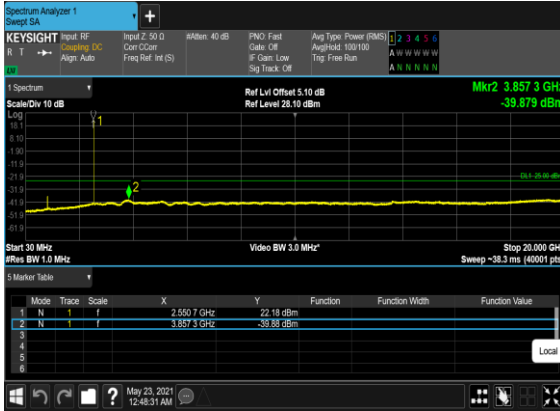 Spectrum Analyzer 1
Swept SA
+
KEYSIGHT Input: RF Input Z: 50 Ω #Atten: 40 dB PNO: Fast Avg Type: Power (RMS) 1 2 3 4 5 6
R T Coupling: DC Corr CCorr Gate: Off Avg|Hold: 100/100 A W W W W W
Align: Auto Freq Ref: Int (S) IF Gain: Low Trig: Free Run
Sig Track: Off A N N N N N
1 Spectrum Ref Lvl Offset 5.10 dB Mkr2 3.857 3 GHz
Scale/Div 10 dB Ref Level 28.10 dBm -39.879 dBm
Log
18.1
8.10
-1.90
-11.9
-21.9
-31.9
-41.9
-51.9
-61.9
1
2
DL1 -25.00 dBm
Start 30 MHz Video BW 3.0 MHz* Stop 20.000 GH
#Res BW 1.0 MHz Sweep ~38.3 ms (40001 pts
5 Marker Table
Mode Trace Scale X Y Function Function Width Function Value
1 N 1 f 2.550 7 GHz 22.18 dBm
2 N 1 f 3.857 3 GHz -39.88 dBm
3
4
5
6
Local
? May 23, 2021
12:48:31 AM